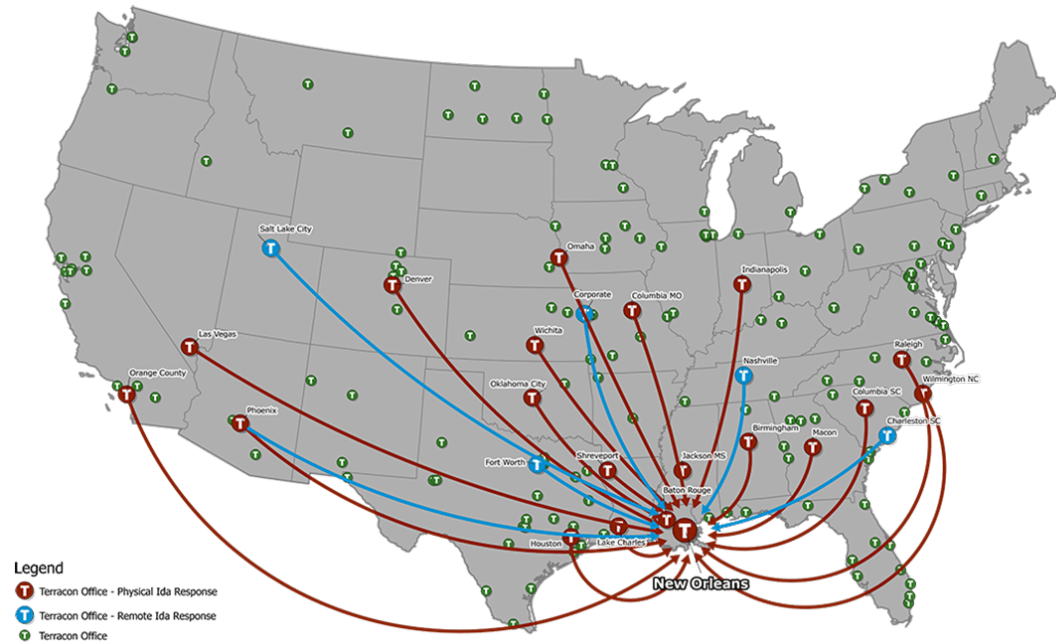 Salt Lake City
Denver
Omaha
Corporate
Columbia MO
Indianapolis
Las Vegas
Wichita
Raleigh
Orange County
Nashville
Wilmington NC
Oklahoma City
Columbia SC
Phoenix
Charleston SC
Birmingham
Macon
Fort Worth
Shreveport
Jackson MS
Baton Rouge
Houston
Lake Charles
New Orleans
Legend
T Terracon Office - Physical Ida Response
T Terracon Office - Remote Ida Response
T Terracon Office